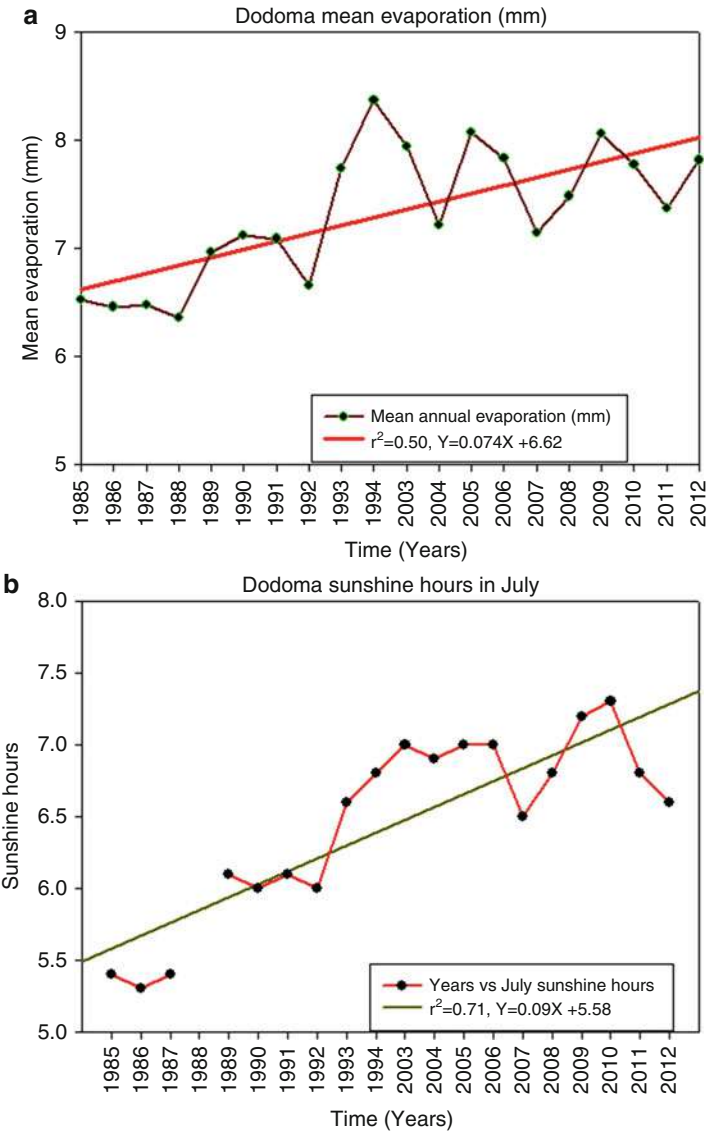 a
Dodoma mean evaporation (mm)
Mean evaporation (mm)
9
8
7
6
5
Mean annual evaporation (mm)
r²=0.50, Y=0.074X +6.62
1985 1986 1987 1988 1989 1990 1991 1992 1993 1994 2003 2004 2005 2006 2007 2008 2009 2010 2011 2012
Time (Years)
b
Dodoma sunshine hours in July
Sunshine hours
8.0
7.5
7.0
6.5
6.0
5.5
5.0
Years vs July sunshine hours
r²=0.71, Y=0.09X +5.58
1985 1986 1987 1988 1989 1990 1991 1992 1993 1994 2003 2004 2005 2006 2007 2008 2009 2010 2011 2012
Time (Years)